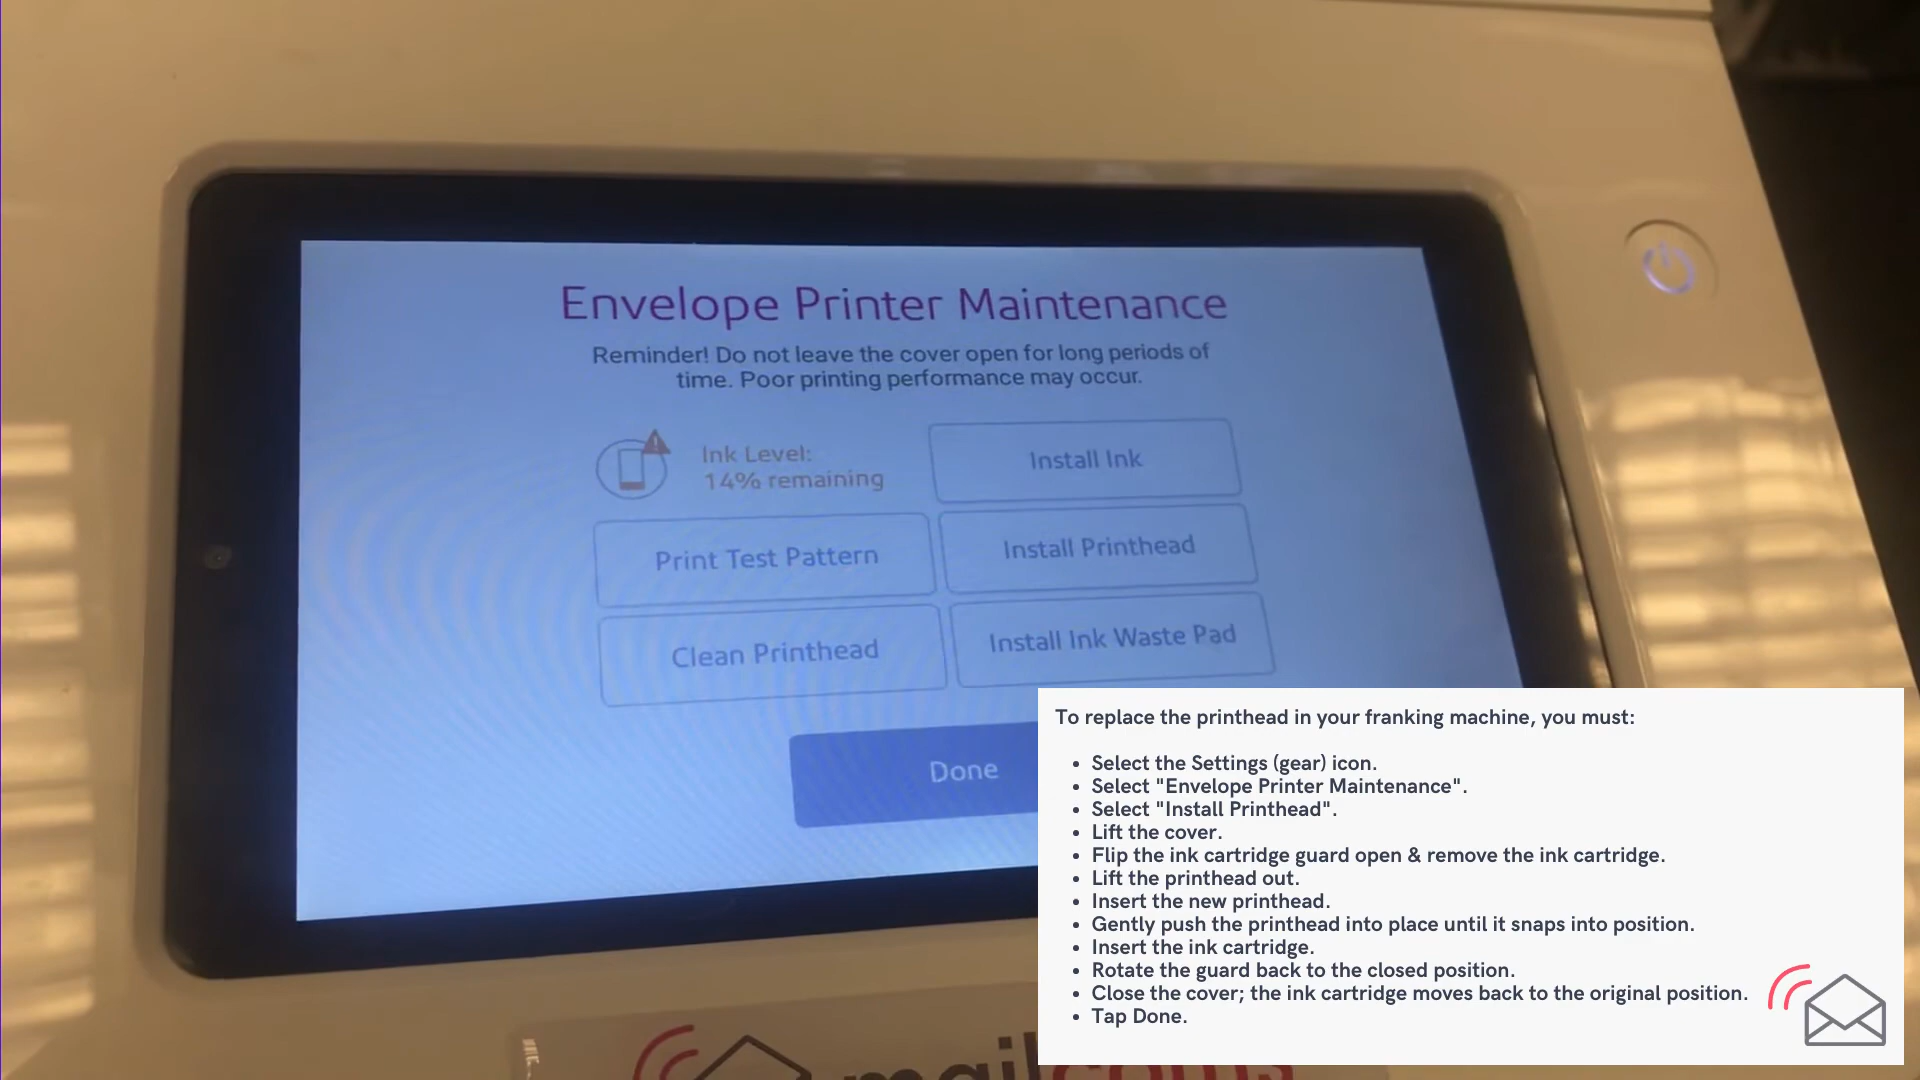 Envelope Printer Maintenance
Reminder! Do not leave the cover open for long periods of
time. Poor printing performance may occur.
Ink Level:
14% remaining
Install Ink
Print Test Pattern
Install Printhead
Clean Printhead
Install Ink Waste Pad
Done
To replace the printhead in your franking machine, you must:
• Select the Settings (gear) icon.
• Select "Envelope Printer Maintenance".
• Select "Install Printhead".
• Lift the cover.
• Flip the ink cartridge guard open & remove the ink cartridge.
• Lift the printhead out.
• Insert the new printhead.
• Gently push the printhead into place until it snaps into position.
• Insert the ink cartridge.
• Rotate the guard back to the closed position.
• Close the cover; the ink cartridge moves back to the original position.
• Tap Done.